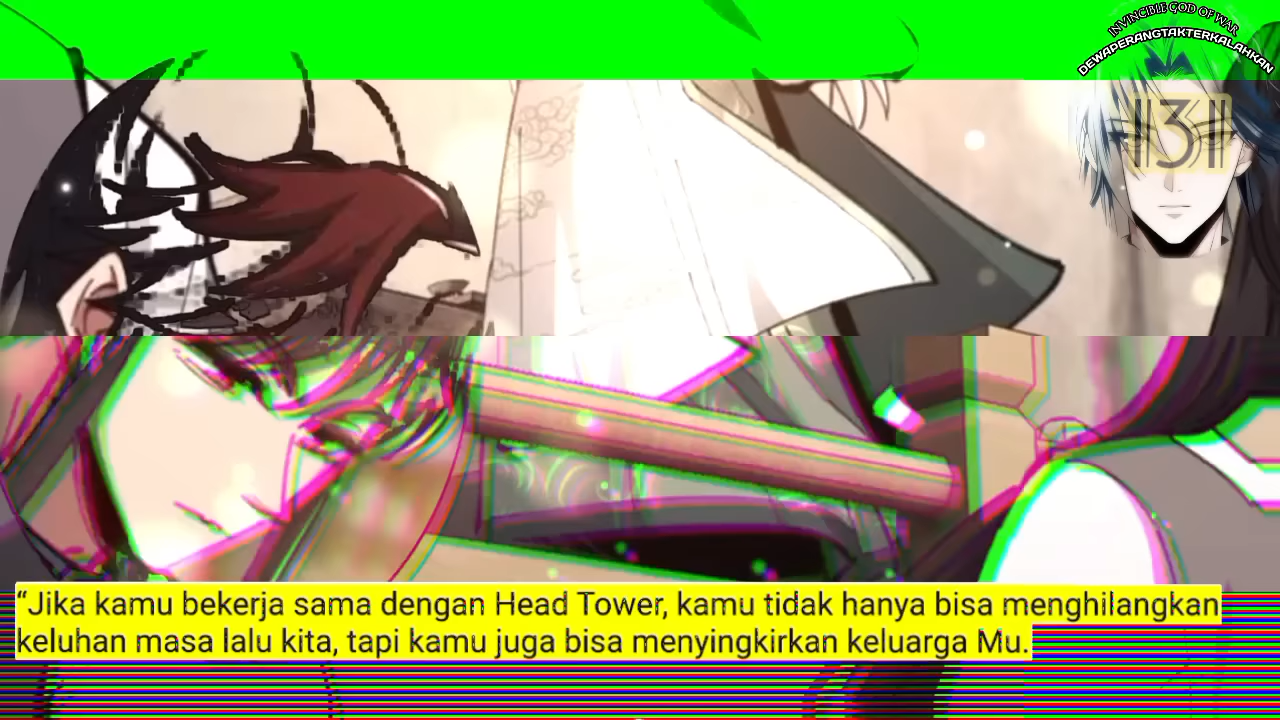 INVINCIBLE GOD OF WAR
DEWAPERANGTAKTERKALAHKAN
131
“Jika kamu bekerja sama dengan Head Tower, kamu tidak hanya bisa menghilangkan
keluhan masa lalu kita, tapi kamu juga bisa menyingkirkan keluarga Mu.